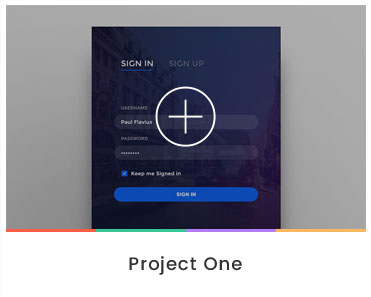 SIGN IN SIGN UP
USERNAME
Paul Flavius
PASSWORD
••••••••
Keep me Signed in
SIGN IN
Project One